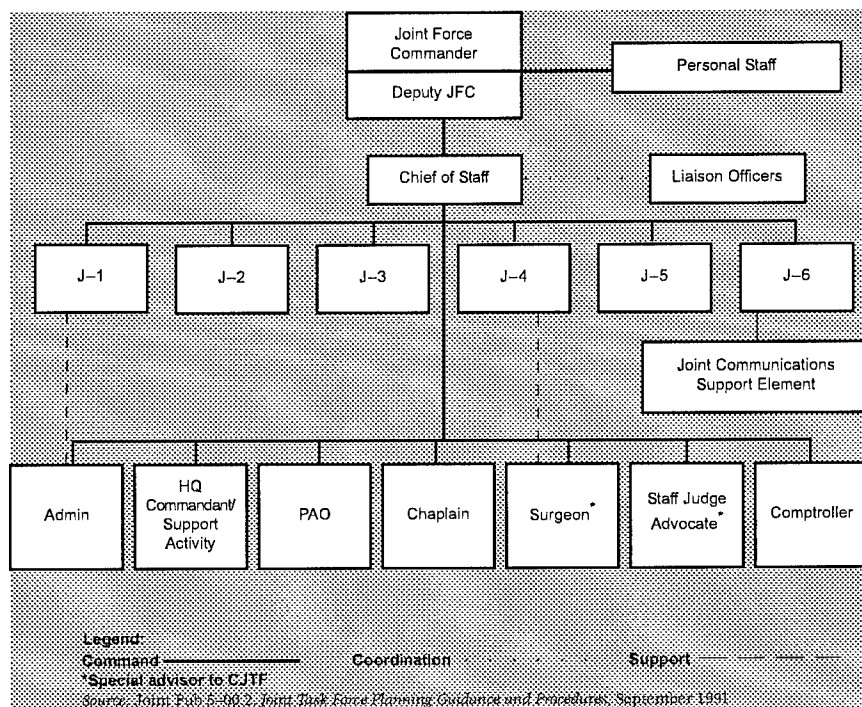 Joint Force
Commander
Deputy JFC
Personal Staff
Chief of Staff
Liaison Officers
J–1
J–2
J–3
J–4
J–5
J–6
Joint Communications
Support Element
Admin
HQ
Commandant/
Support
Activity
PAO
Chaplain
Surgeon*
Staff Judge
Advocate*
Comptroller
Legend:
Command
Coordination
Support
*Special advisor to CJTF
Source: Joint Pub 5–00.2, Joint Task Force Planning Guidance and Procedures, September 1991